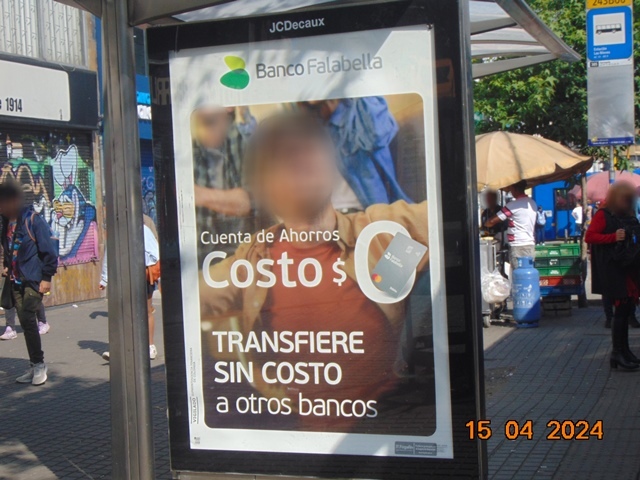 JCDecaux
Banco Falabella
e 1914
Cuenta de Ahorros
Costo $0
TRANSFIERE
SIN COSTO
a otros bancos
15 04 2024